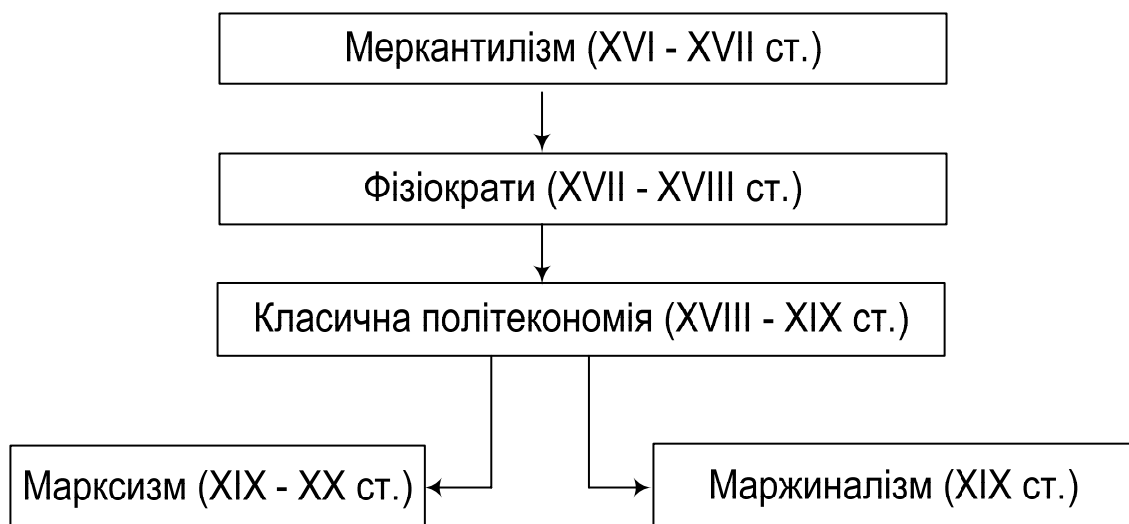 Меркантилізм (XVI - XVII ст.)
Фізіократи (XVII - XVIII ст.)
Класична політекономія (XVIII - XIX ст.)
Марксизм (XIX - XX ст.)
Маржиналізм (XIX ст.)